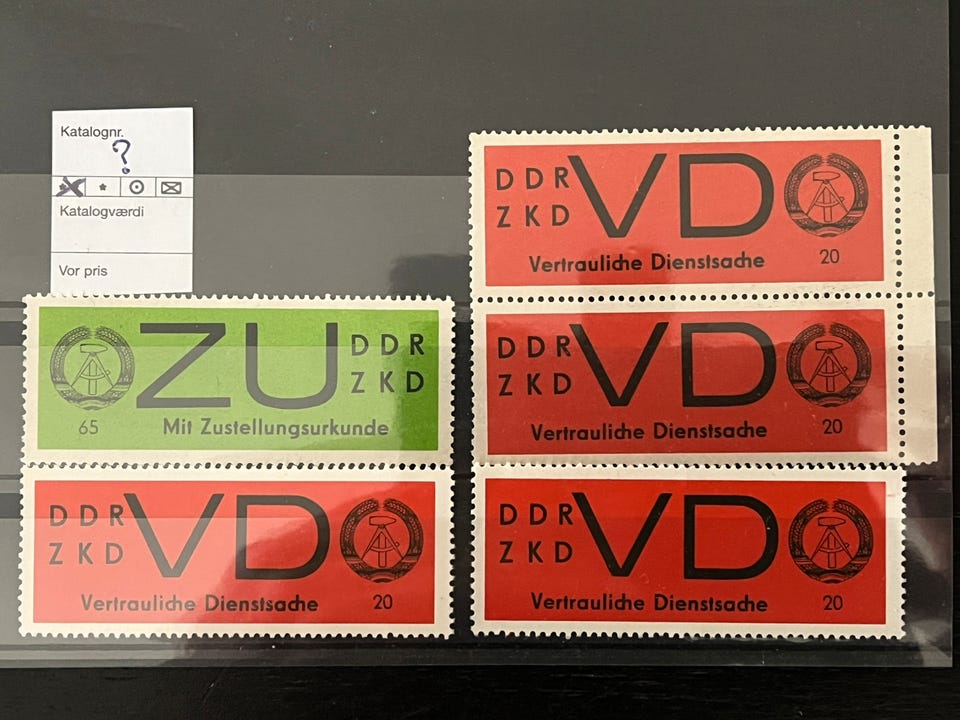 Katalognr.
?
Katalogværdi
Vor pris
ZU DDR
ZKD
65 Mit Zustellungsurkunde
DDR VD
ZKD
Vertrauliche Dienstsache 20
DDR VD
ZKD
Vertrauliche Dienstsache 20
DDR VD
ZKD
Vertrauliche Dienstsache 20
DDR VD
ZKD
Vertrauliche Dienstsache 20